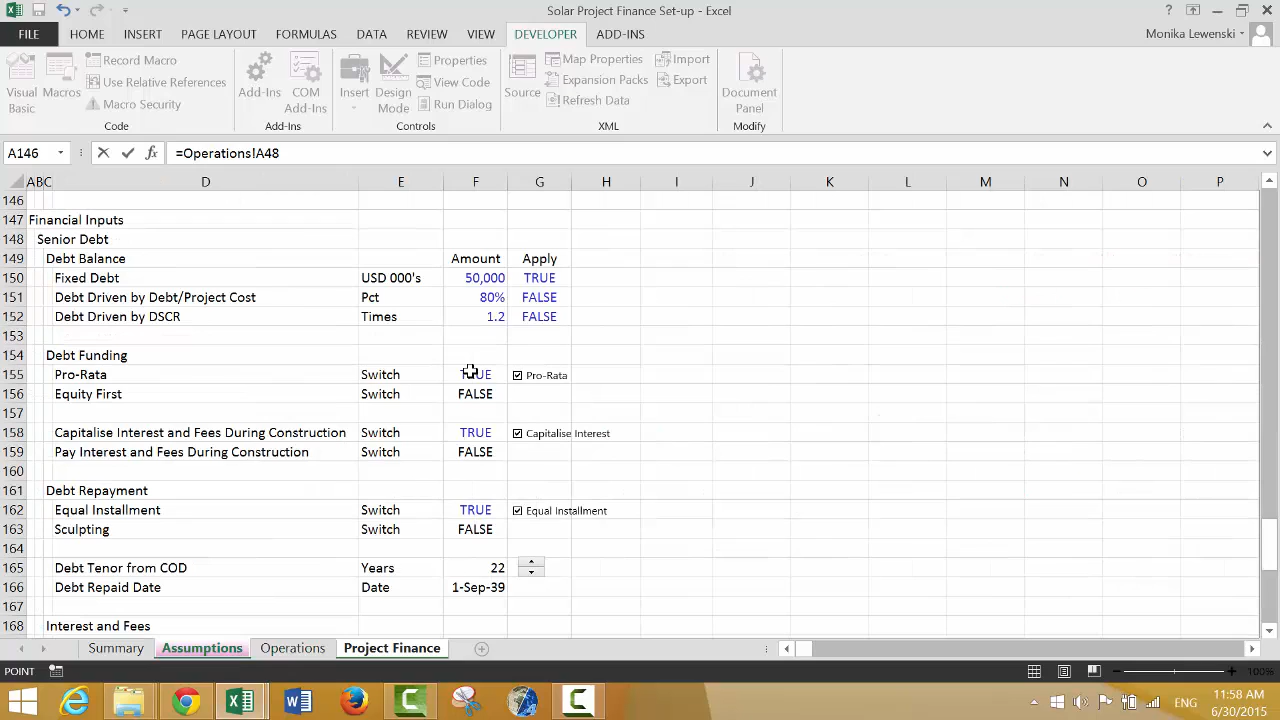 Solar Project Finance Set-up - Excel
FILE HOME INSERT PAGE LAYOUT FORMULAS DATA REVIEW VIEW DEVELOPER ADD-INS Monika Lewenski
Visual Basic
Macros
Record Macro
Use Relative References
Macro Security
Code
Add-Ins
COM Add-Ins
Add-Ins
Insert
Design Mode
Properties
View Code
Run Dialog
Controls
Source
Map Properties
Expansion Packs
Refresh Data
Import
Export
XML
Document Panel
Modify
A146 fx =Operations!A48
A B C D E F G H I J K L M N O P
146
147 Financial Inputs
148 Senior Debt
149 Debt Balance Amount Apply
150 Fixed Debt USD 000's 50,000 TRUE
151 Debt Driven by Debt/Project Cost Pct 80% FALSE
152 Debt Driven by DSCR Times 1.2 FALSE
153
154 Debt Funding
155 Pro-Rata Switch TRUE Pro-Rata
156 Equity First Switch FALSE
157
158 Capitalise Interest and Fees During Construction Switch TRUE Capitalise Interest
159 Pay Interest and Fees During Construction Switch FALSE
160
161 Debt Repayment
162 Equal Installment Switch TRUE Equal Installment
163 Sculpting Switch FALSE
164
165 Debt Tenor from COD Years 22
166 Debt Repaid Date Date 1-Sep-39
167
168 Interest and Fees
Summary Assumptions Operations Project Finance
POINT 100%
ENG 11:58 AM
6/30/2015